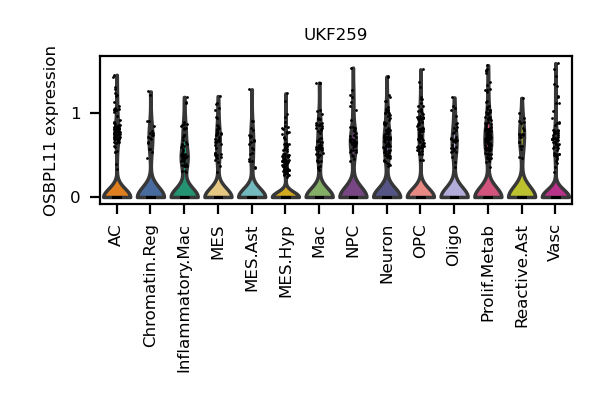 UKF259
OSBPL11 expression
1
0
AC
Chromatin.Reg
Inflammatory.Mac
MES
MES.Ast
MES.Hyp
Mac
NPC
Neuron
OPC
Oligo
Prolif.Metab
Reactive.Ast
Vasc